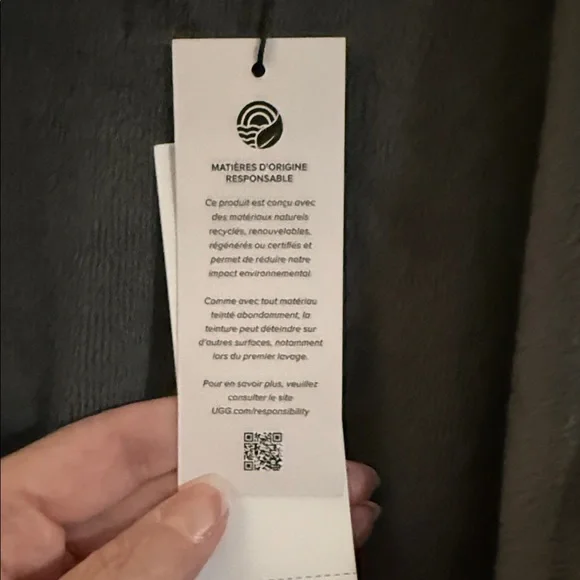 MATIÈRES D'ORIGINE
RESPONSABLE
Ce produit est conçu avec
des matériaux naturels
recyclés, renouvelables,
régénérés ou certifiés et
permet de réduire notre
impact environnemental.
Comme avec tout matériau
teinté abondamment, la
teinture peut déteindre sur
d'autres surfaces, notamment
lors du premier lavage.
Pour en savoir plus, veuillez
consulter le site
UGG.com/responsibility